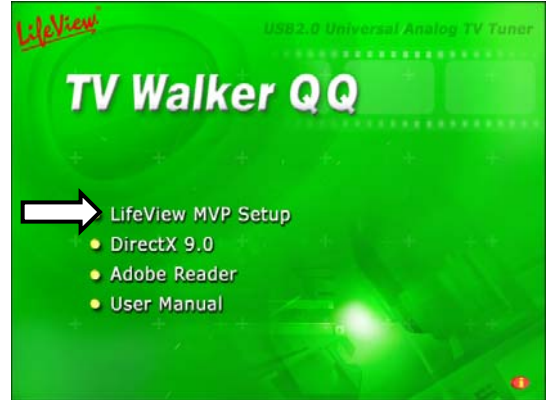 LifeView
USB2.0 Universal Analog TV Tuner
TV Walker QQ
LifeView MVP Setup
DirectX 9.0
Adobe Reader
User Manual
i